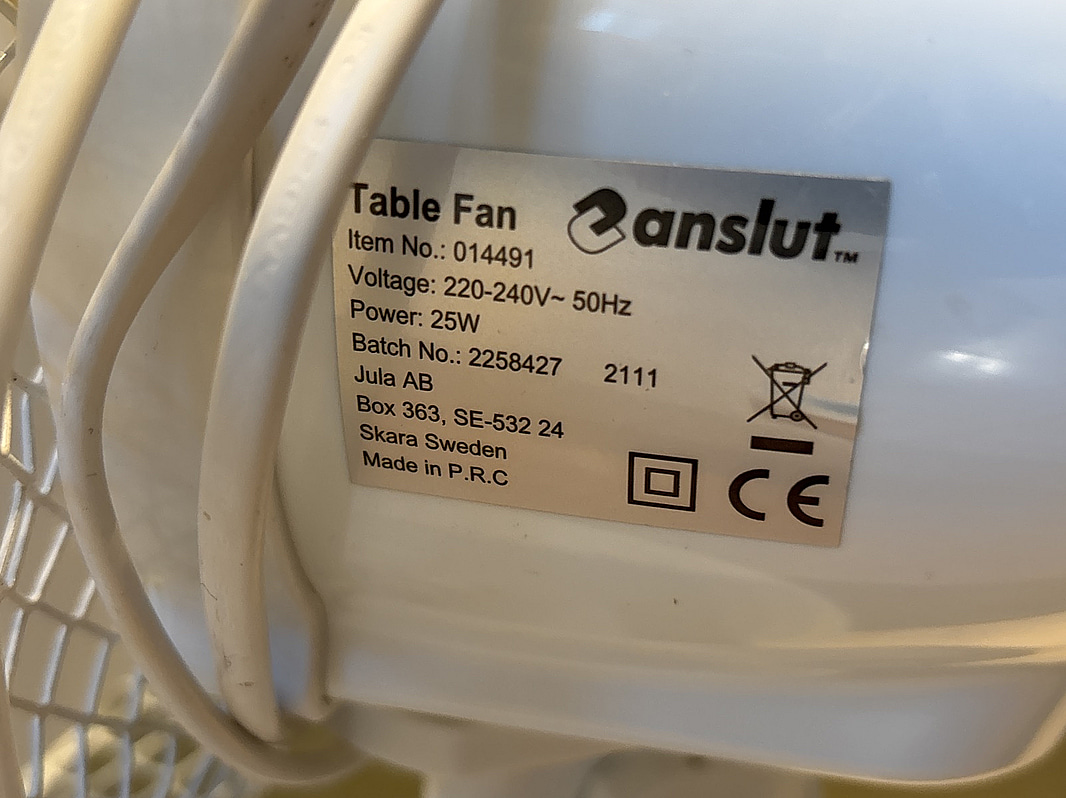 Table Fan
anslut™
Item No.: 014491
Voltage: 220-240V~ 50Hz
Power: 25W
Batch No.: 2258427 2111
Jula AB
Box 363, SE-532 24
Skara Sweden
Made in P.R.C
CE